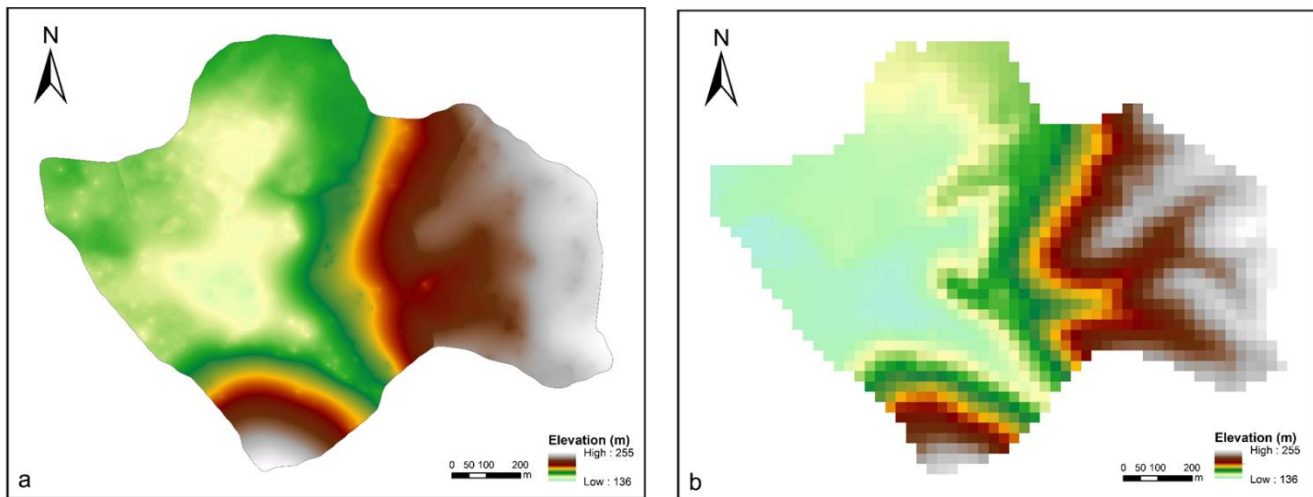 N
Elevation (m)
High : 255
Low : 136
0 50 100 200
m
a
N
Elevation (m)
High : 255
Low : 136
0 50 100 200
m
b